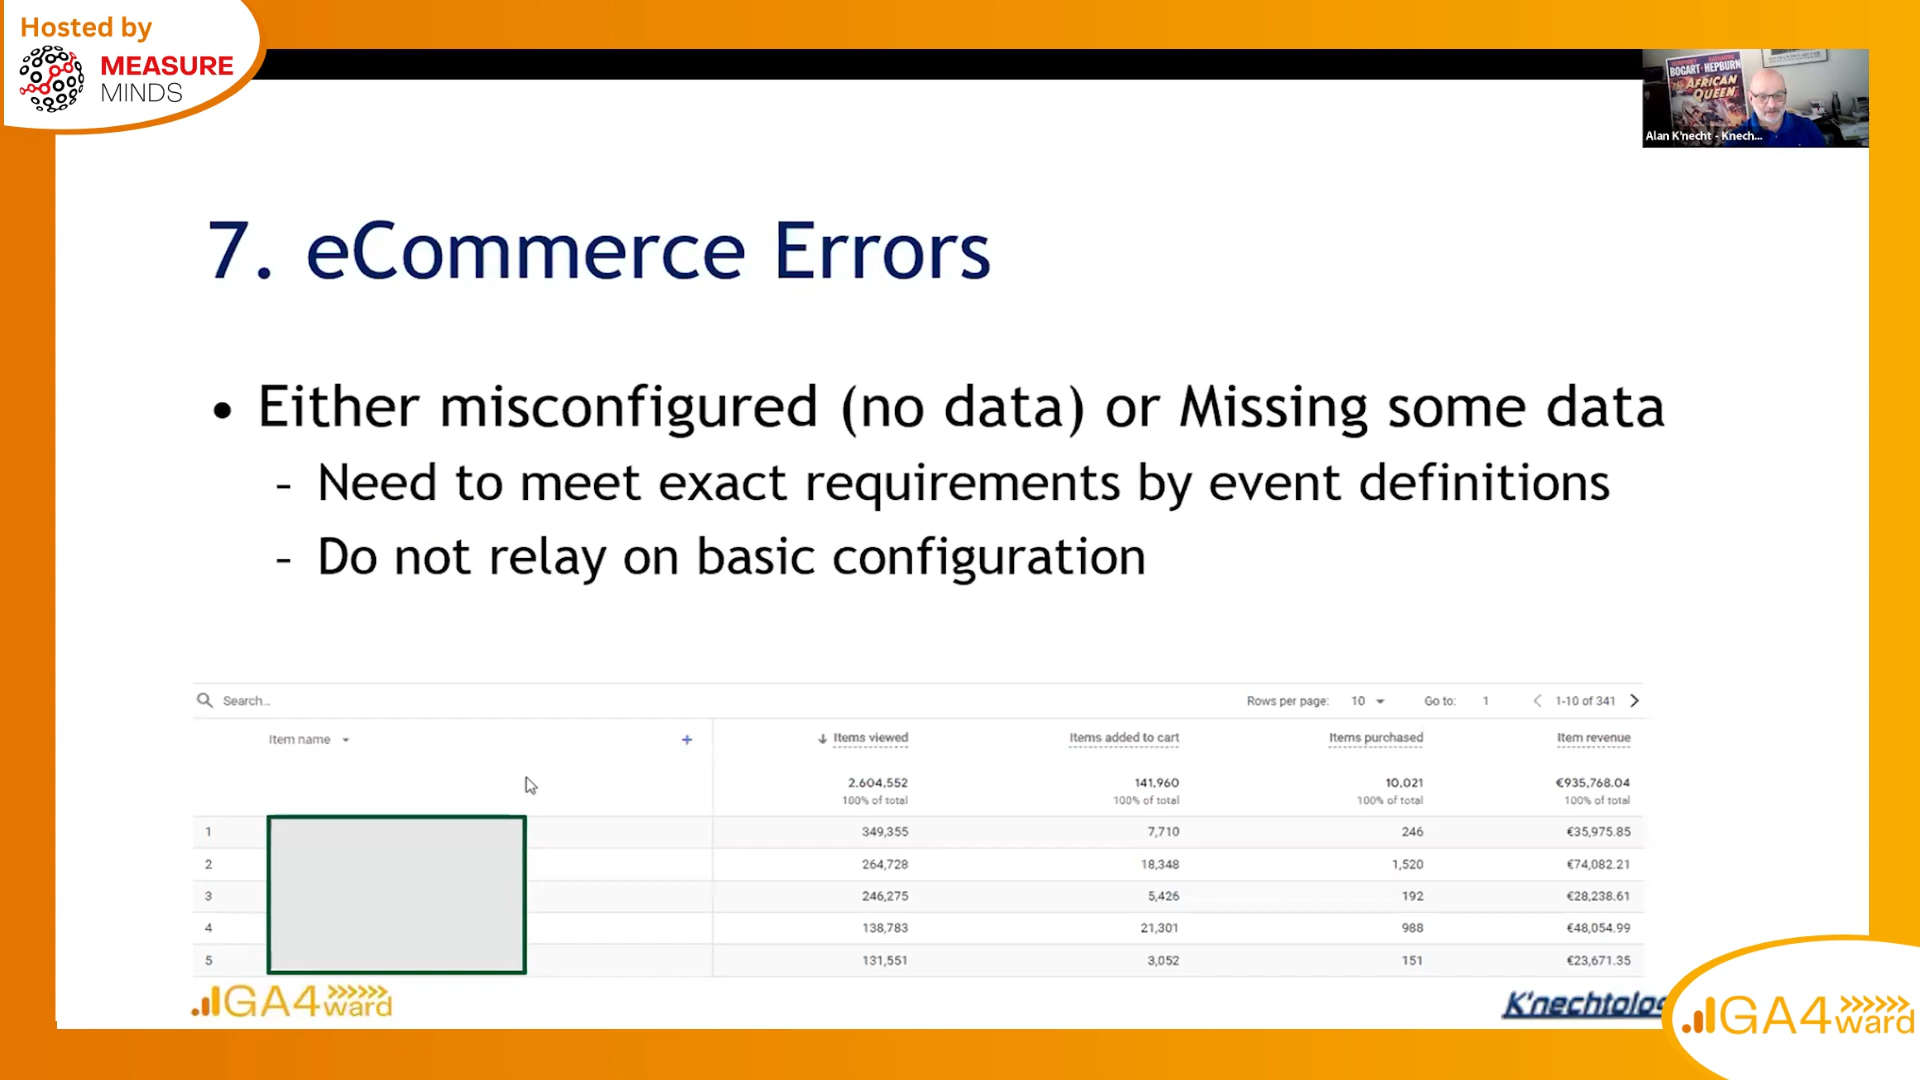 Hosted by
MEASURE
MINDS
BOGART HEPBURN
AFRICAN
QUEEN
Alan K'necht - Knech...
7. eCommerce Errors
• Either misconfigured (no data) or Missing some data
- Need to meet exact requirements by event definitions
- Do not relay on basic configuration
Search...
Rows per page: 10 Go to: 1 1-10 of 341
Item name + Items viewed Items added to cart Items purchased Item revenue
2,604,552 141,960 10,021 €935,768.04
100% of total 100% of total 100% of total 100% of total
1 349,355 7,710 246 €35,975.85
2 264,728 18,348 1,520 €74,082.21
3 246,275 5,426 192 €28,238.61
4 138,783 21,301 988 €48,054.99
5 131,551 3,052 151 €23,671.35
GA4ward
K'nechtolog
GA4ward